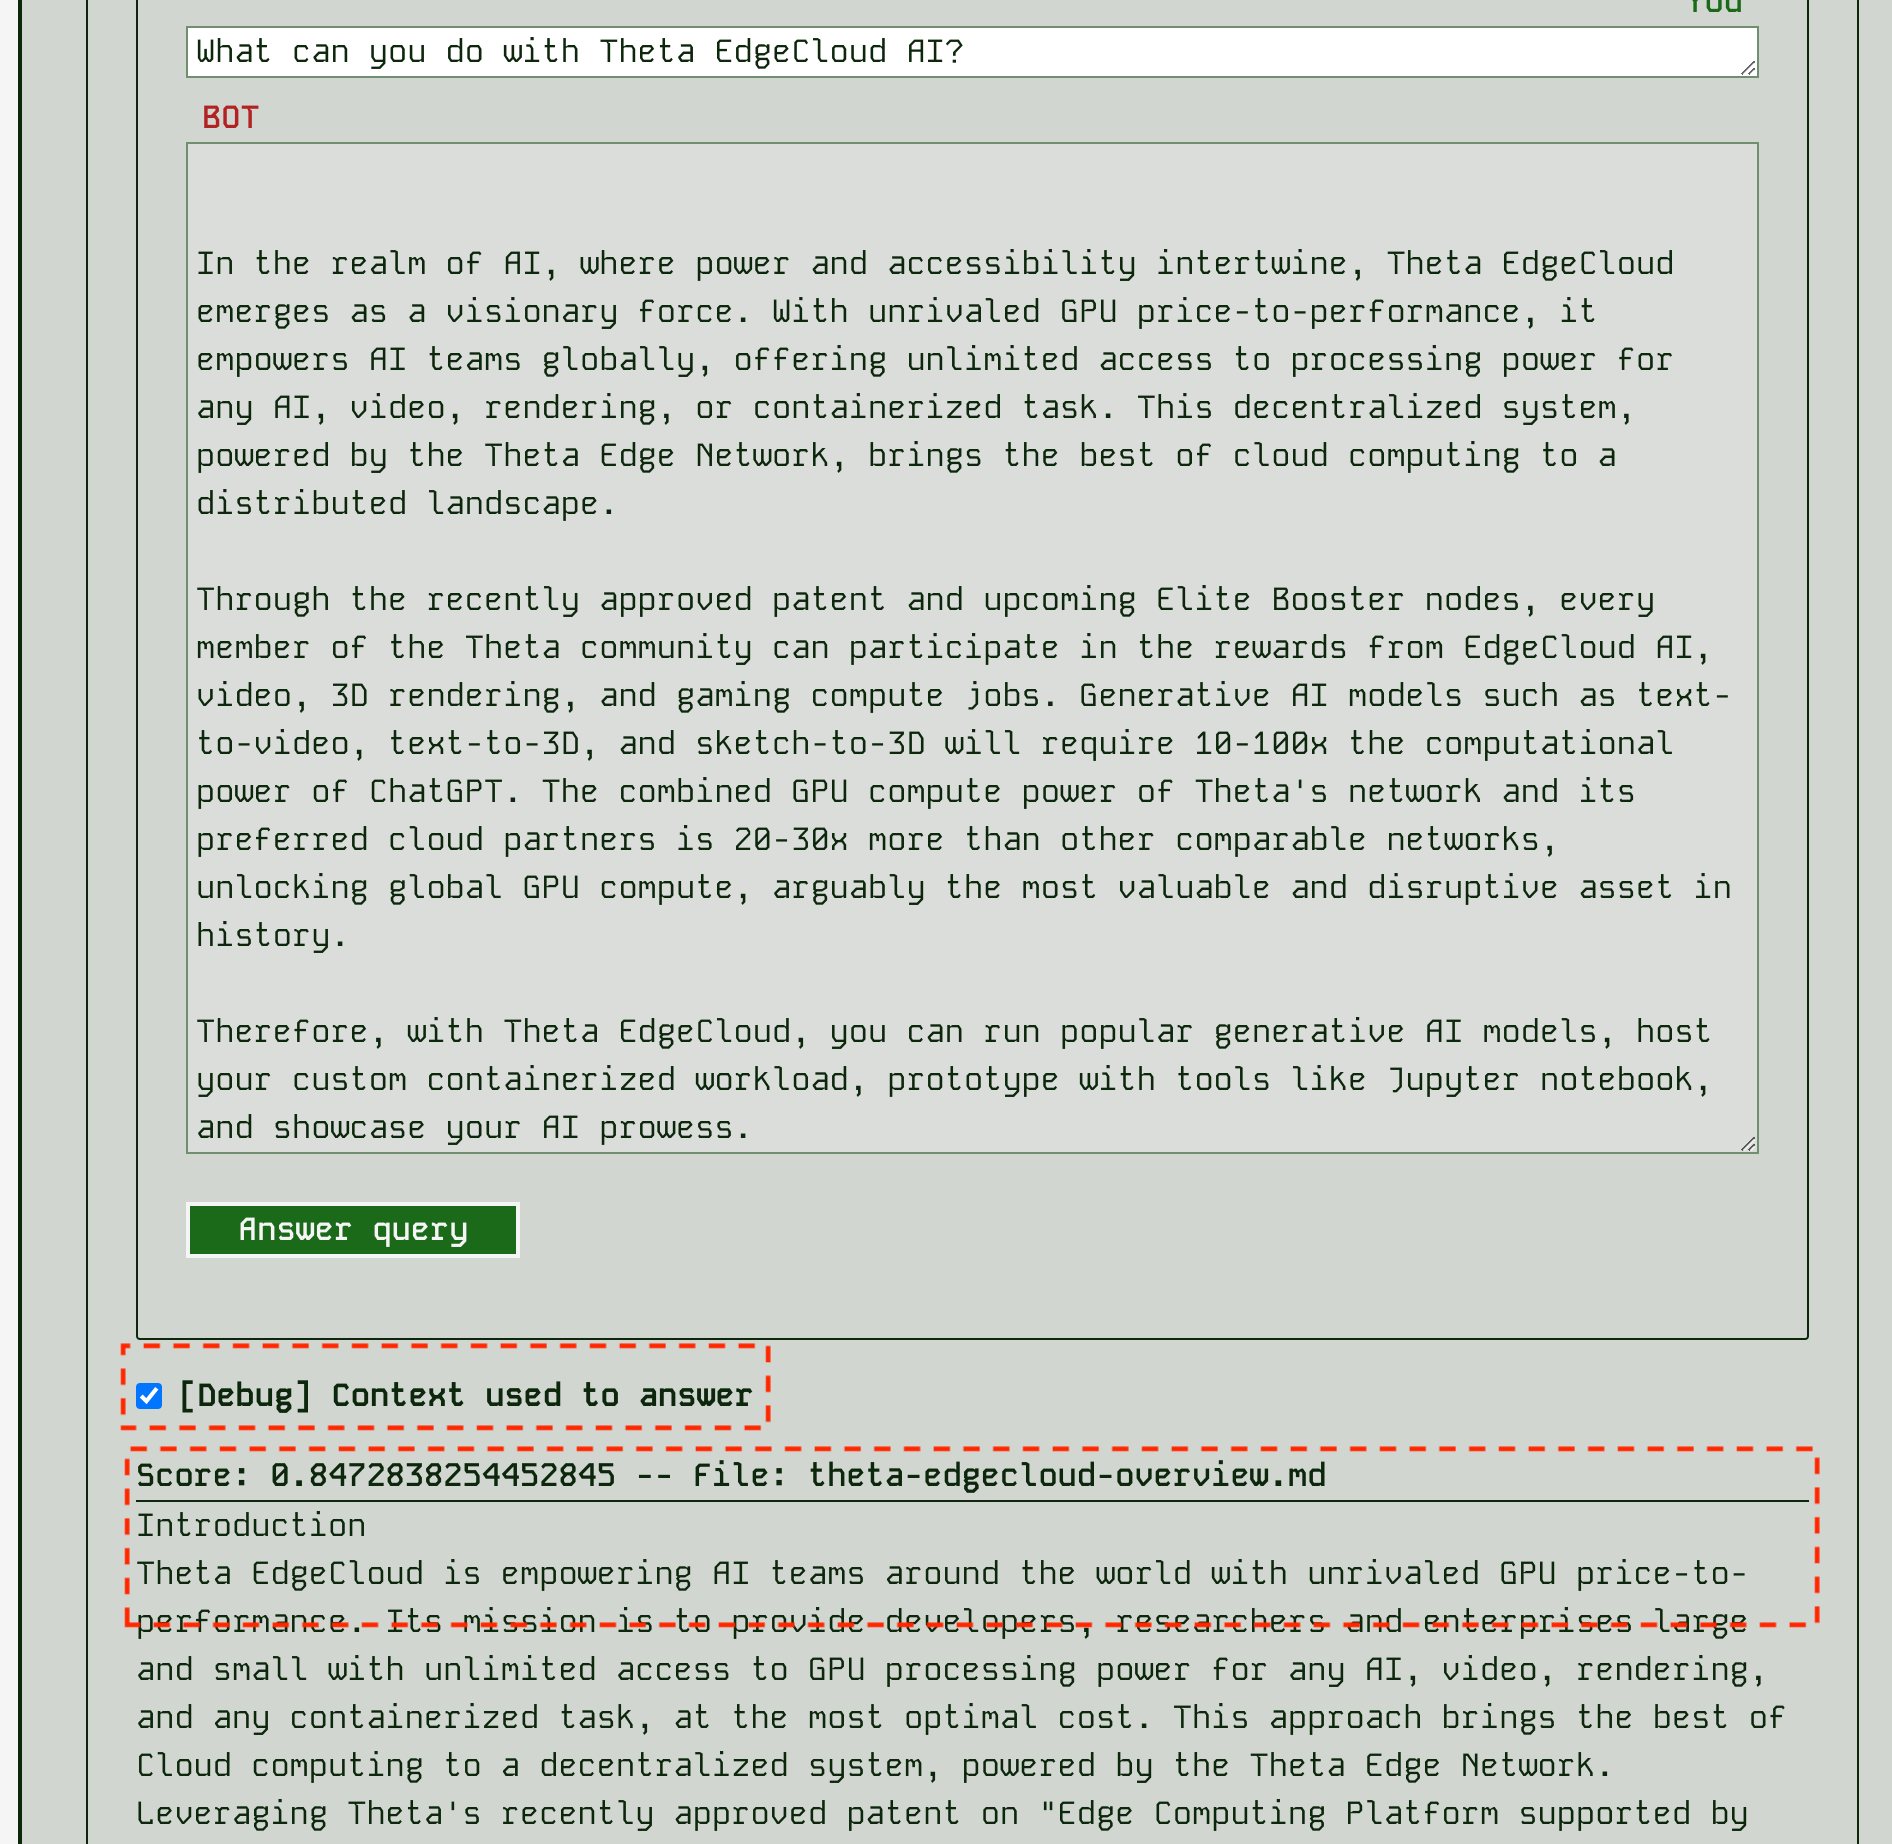 You
What can you do with Theta EdgeCloud AI?
BOT
In the realm of AI, where power and accessibility intertwine, Theta EdgeCloud
emerges as a visionary force. With unrivaled GPU price-to-performance, it
empowers AI teams globally, offering unlimited access to processing power for
any AI, video, rendering, or containerized task. This decentralized system,
powered by the Theta Edge Network, brings the best of cloud computing to a
distributed landscape.
Through the recently approved patent and upcoming Elite Booster nodes, every
member of the Theta community can participate in the rewards from EdgeCloud AI,
video, 3D rendering, and gaming compute jobs. Generative AI models such as text-
to-video, text-to-3D, and sketch-to-3D will require 10-100x the computational
power of ChatGPT. The combined GPU compute power of Theta's network and its
preferred cloud partners is 20-30x more than other comparable networks,
unlocking global GPU compute, arguably the most valuable and disruptive asset in
history.
Therefore, with Theta EdgeCloud, you can run popular generative AI models, host
your custom containerized workload, prototype with tools like Jupyter notebook,
and showcase your AI prowess.
Answer query
[Debug] Context used to answer
Score: 0.8472838254452845 -- File: theta-edgecloud-overview.md
Introduction
Theta EdgeCloud is empowering AI teams around the world with unrivaled GPU price-to-
performance. Its mission is to provide developers, researchers and enterprises large
and small with unlimited access to GPU processing power for any AI, video, rendering,
and any containerized task, at the most optimal cost. This approach brings the best of
Cloud computing to a decentralized system, powered by the Theta Edge Network.
Leveraging Theta's recently approved patent on "Edge Computing Platform supported by